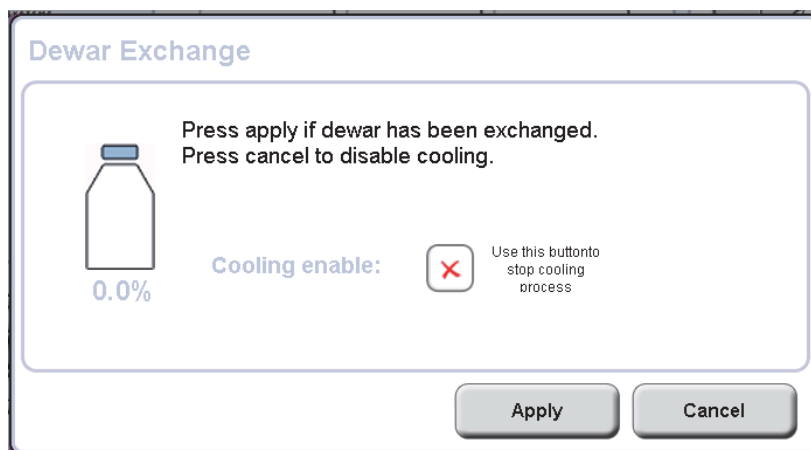 Dewar Exchange
Press apply if dewar has been exchanged.
Press cancel to disable cooling.
Cooling enable:
Use this buttonto
stop cooling
process
0.0%
Apply
Cancel